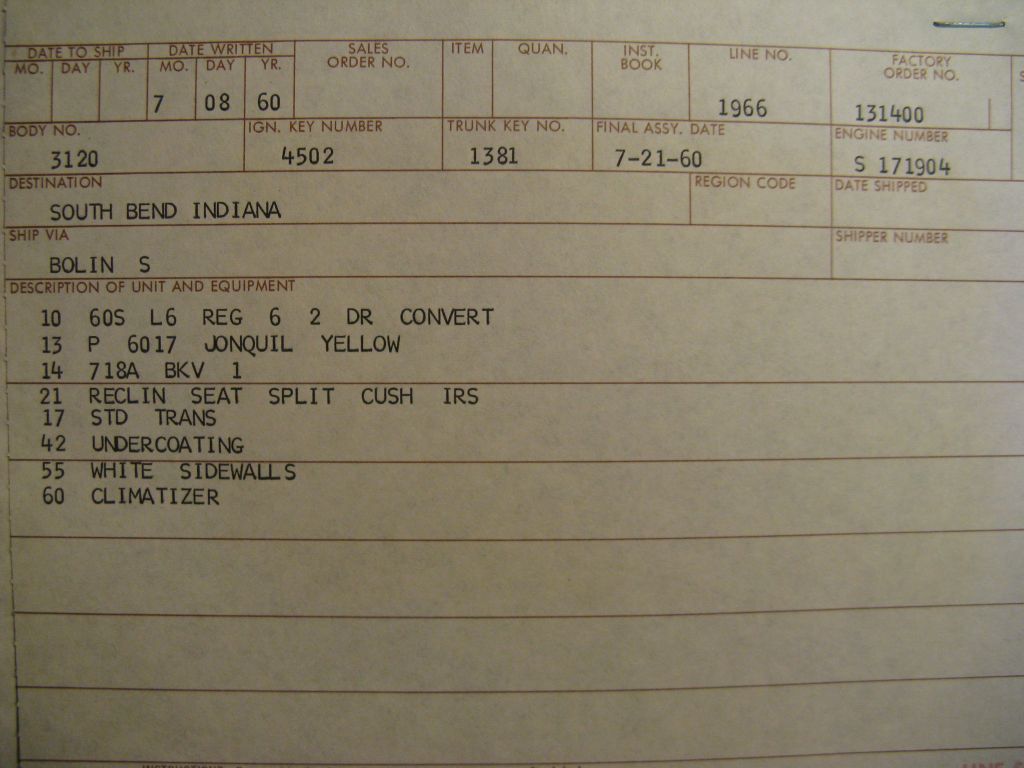 DATE TO SHIP DATE WRITTEN SALES ORDER NO. ITEM QUAN. INST. BOOK LINE NO. FACTORY ORDER NO.
MO. DAY YR. MO. DAY YR.
7 08 60 1966 131400
BODY NO. IGN. KEY NUMBER TRUNK KEY NO. FINAL ASSY. DATE ENGINE NUMBER
3120 4502 1381 7-21-60 S 171904
DESTINATION REGION CODE DATE SHIPPED
SOUTH BEND INDIANA
SHIP VIA SHIPPER NUMBER
BOLIN S
DESCRIPTION OF UNIT AND EQUIPMENT
10 60S L6 REG 6 2 DR CONVERT
13 P 6017 JONQUIL YELLOW
14 718A BKV 1
21 RECLIN SEAT SPLIT CUSH IRS
17 STD TRANS
42 UNDERCOATING
55 WHITE SIDEWALLS
60 CLIMATIZER